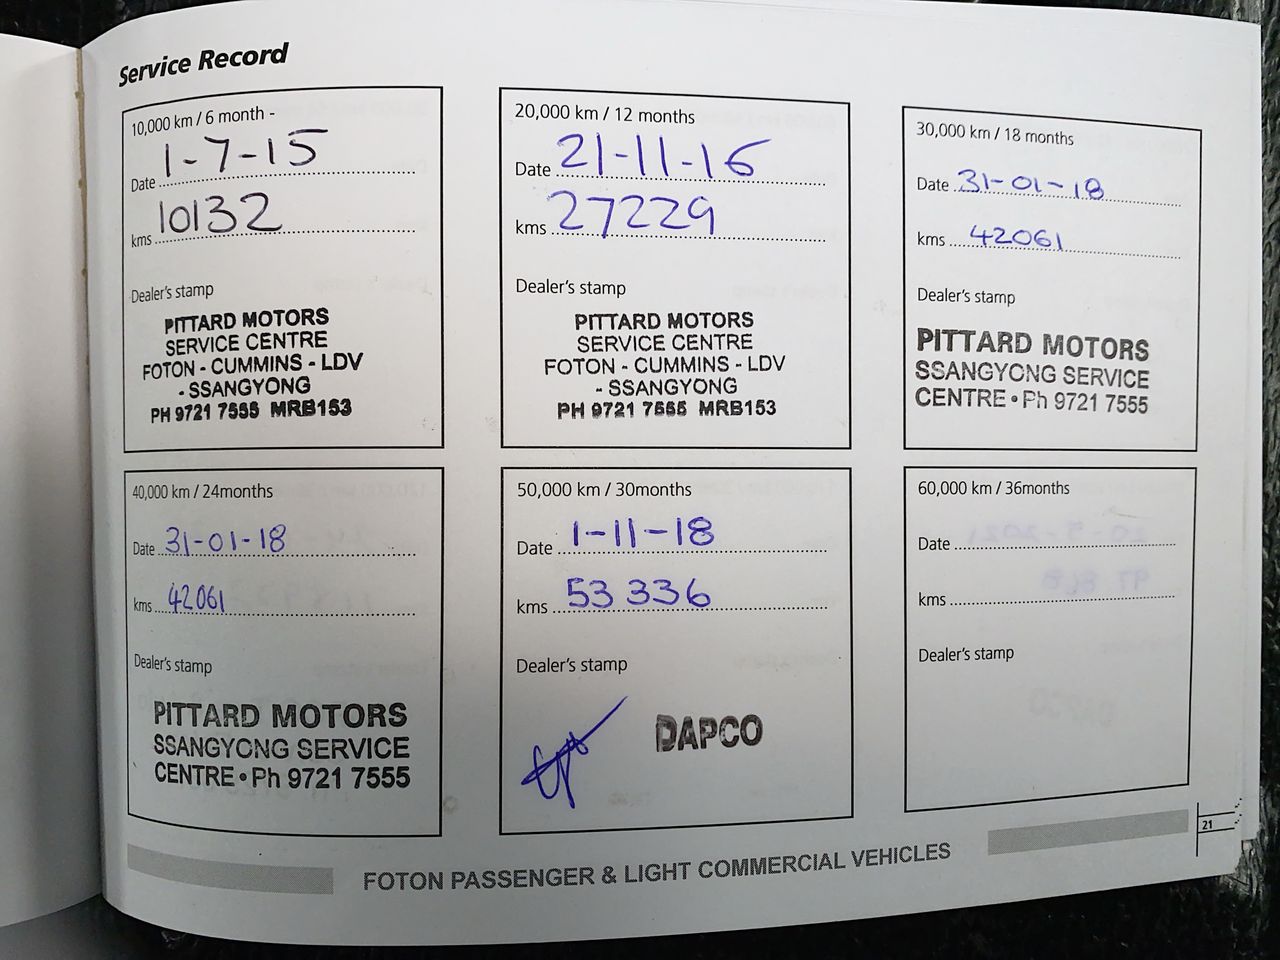 Service Record
10,000 km / 6 month -
Date 1-7-15
kms 10132
Dealer's stamp
PITTARD MOTORS
SERVICE CENTRE
FOTON - CUMMINS - LDV
- SSANGYONG
PH 9721 7555 MRB153
20,000 km / 12 months
Date 21-11-16
kms 27229
Dealer's stamp
PITTARD MOTORS
SERVICE CENTRE
FOTON - CUMMINS - LDV
- SSANGYONG
PH 9721 7555 MRB153
30,000 km / 18 months
Date 31-01-18
kms 42061
Dealer's stamp
PITTARD MOTORS
SSANGYONG SERVICE
CENTRE • Ph 9721 7555
40,000 km / 24months
Date 31-01-18
kms 42061
Dealer's stamp
PITTARD MOTORS
SSANGYONG SERVICE
CENTRE • Ph 9721 7555
50,000 km / 30months
Date 1-11-18
kms 53 336
Dealer's stamp
DAPCO
60,000 km / 36months
Date
kms
Dealer's stamp
FOTON PASSENGER & LIGHT COMMERCIAL VEHICLES
21